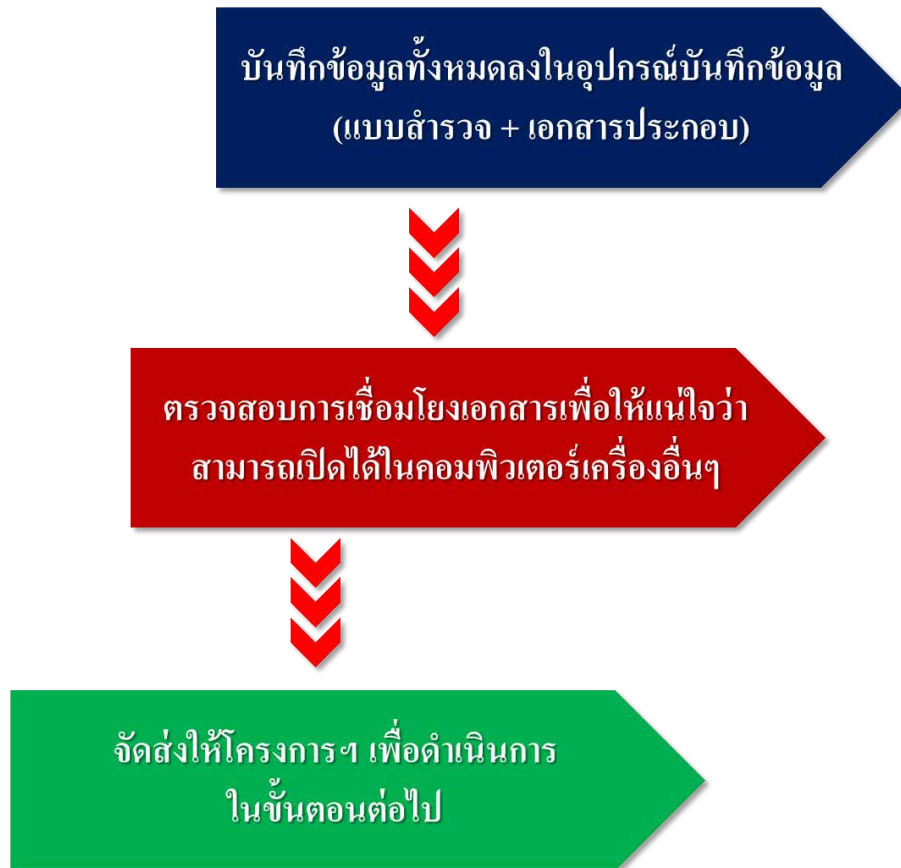 บันทึกข้อมูลทั้งหมดลงในอุปกรณ์บันทึกข้อมูล
(แบบสำรวจ + เอกสารประกอบ)
ตรวจสอบการเชื่อมโยงเอกสารเพื่อให้แน่ใจว่า
สามารถเปิดได้ในคอมพิวเตอร์เครื่องอื่นๆ
จัดส่งให้โครงการฯ เพื่อดำเนินการ
ในขั้นตอนต่อไป